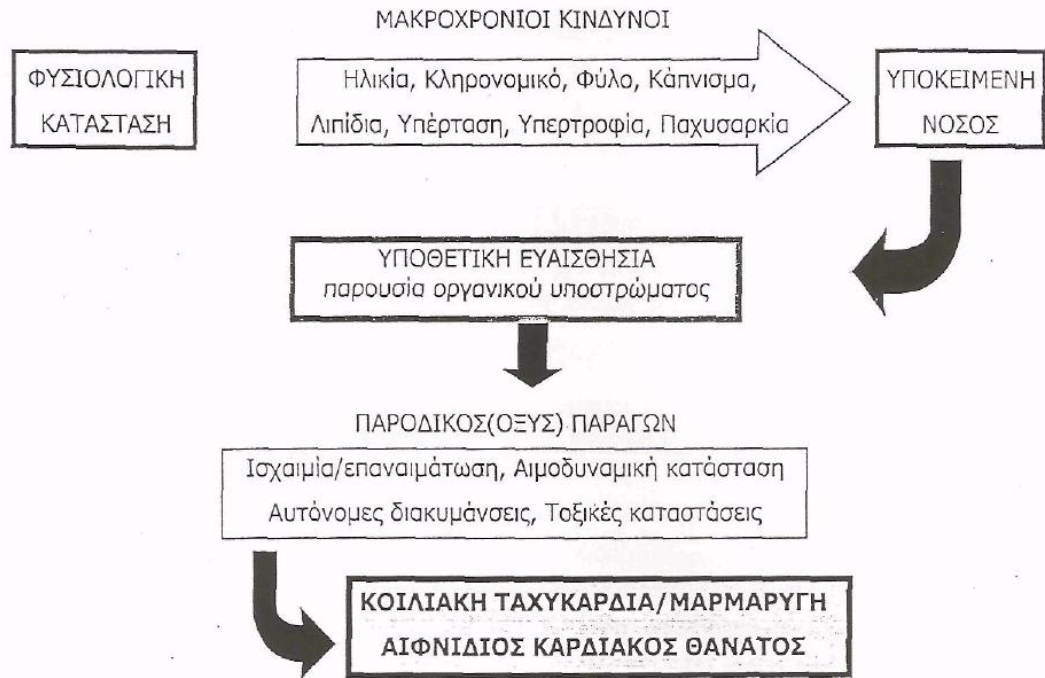 ΜΑΚΡΟΧΡΟΝΙΟΙ ΚΙΝΔΥΝΟΙ
ΦΥΣΙΟΛΟΓΙΚΗ
ΚΑΤΑΣΤΑΣΗ
Ηλικία, Κληρονομικό, Φύλο, Κάπνισμα,
Λιπίδια, Υπέρταση, Υπερτροφία, Παχυσαρκία
ΥΠΟΚΕΙΜΕΝΗ
ΝΟΣΟΣ
ΥΠΟΘΕΤΙΚΗ ΕΥΑΙΣΘΗΣΙΑ
παρουσία οργανικού υποστρώματος
ΠΑΡΟΔΙΚΟΣ(ΟΞΥΣ) ΠΑΡΑΓΩΝ
Ισχαιμία/επαναιμάτωση, Αιμοδυναμική κατάσταση
Αυτόνομες διακυμάνσεις, Τοξικές καταστάσεις
ΚΟΙΛΙΑΚΗ ΤΑΧΥΚΑΡΔΙΑ/ΜΑΡΜΑΡΥΓΗ
ΑΙΦΝΙΔΙΟΣ ΚΑΡΔΙΑΚΟΣ ΘΑΝΑΤΟΣ